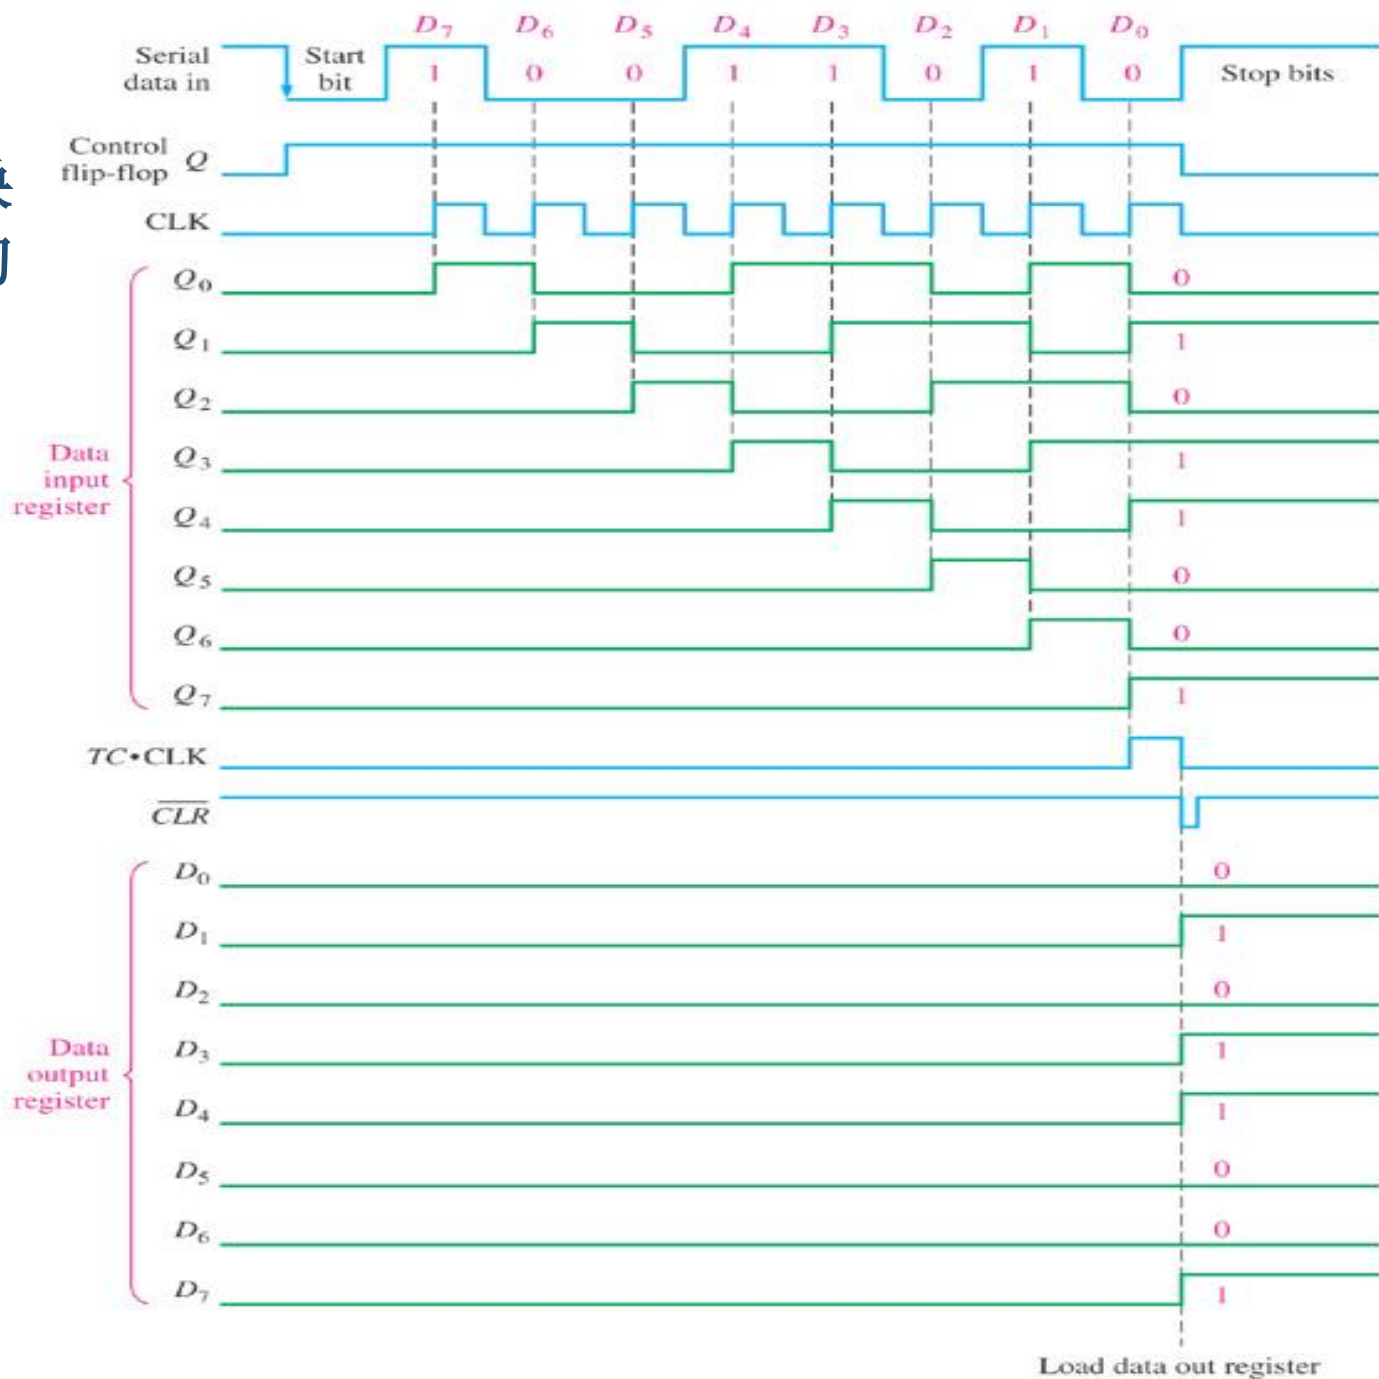 D7 D6 D5 D4 D3 D2 D1 D0
Serial data in
Start bit
1 0 0 1 1 0 1 0
Stop bits
Control flip-flop Q
CLK
Data input register
Q0 0
Q1 1
Q2 0
Q3 1
Q4 1
Q5 0
Q6 0
Q7 1
TC•CLK
C̅L̅R̅
Data output register
D0 0
D1 1
D2 0
D3 1
D4 1
D5 0
D6 0
D7 1
Load data out register